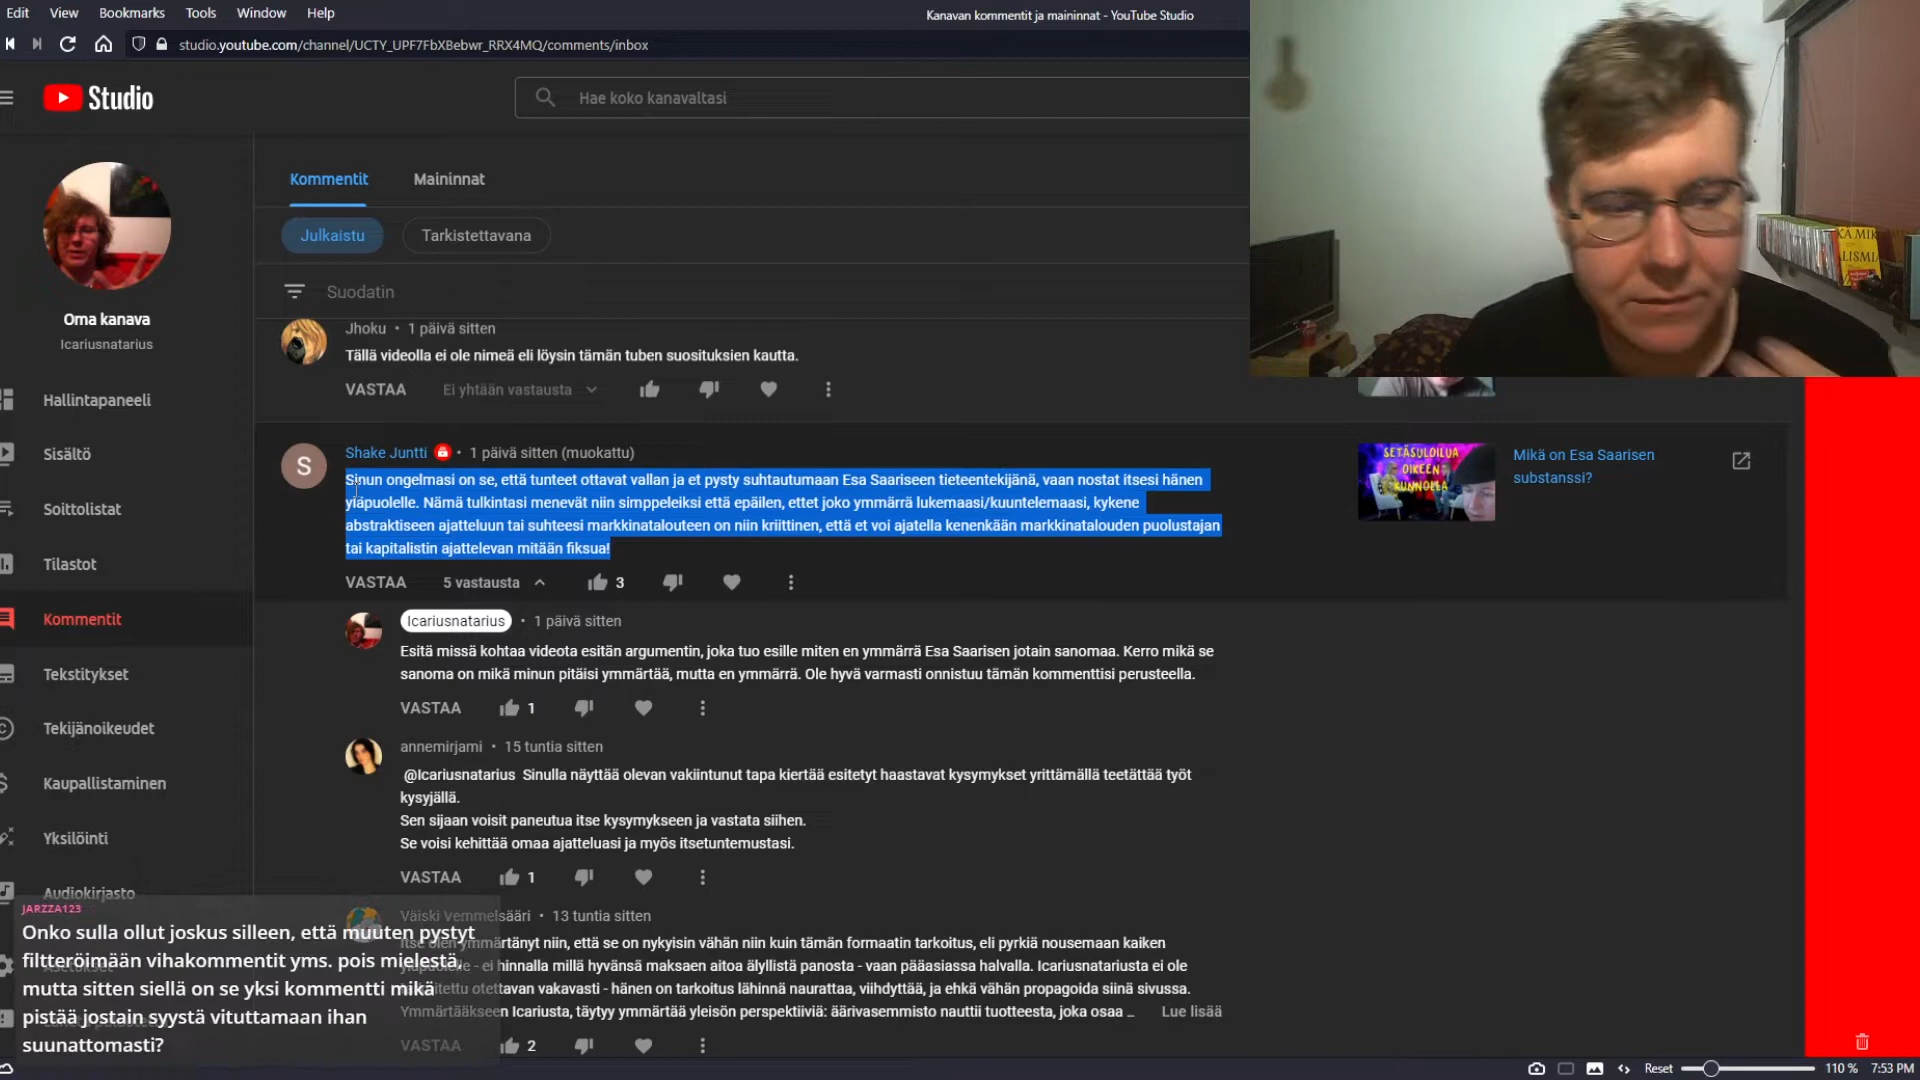 Edit View Bookmarks Tools Window Help
Kanavan kommentit ja maininnat - YouTube Studio
studio.youtube.com/channel/UCTY_UPF7FbXBebwr_RRX4MQ/comments/inbox
Studio
Hae koko kanavaltasi
Kommentit Maininnat
Julkaistu Tarkistettavana
Suodatin
Oma kanava
Icariusnatarius
Hallintapaneeli
Sisältö
Soittolistat
Tilastot
Kommentit
Tekstitykset
Tekijänoikeudet
Kaupallistaminen
Yksilöinti
Audiokirjasto
Jhoku • 1 päivä sitten
Tällä videolla ei ole nimeä eli löysin tämän tuben suosituksien kautta.
VASTAA Ei yhtään vastausta
S
Shake Juntti • 1 päivä sitten (muokattu)
Sinun ongelmasi on se, että tunteet ottavat vallan ja et pysty suhtautumaan Esa Saariseen tieteentekijänä, vaan nostat itsesi hänen
yläpuolelle. Nämä tulkintasi menevät niin simppeleiksi että epäilen, ettet joko ymmärrä lukemaasi/kuuntelemaasi, kykene
abstraktiseen ajatteluun tai suhteesi markkinatalouteen on niin kriittinen, että et voi ajatella kenenkään markkinatalouden puolustajan
tai kapitalistin ajattelevan mitään fiksua!
VASTAA 5 vastausta 3
SETÄSULOILUA
OIKEEN
KUNNOLLA
Mikä on Esa Saarisen
substanssi?
Icariusnatarius • 1 päivä sitten
Esitä missä kohtaa videota esitän argumentin, joka tuo esille miten en ymmärrä Esa Saarisen jotain sanomaa. Kerro mikä se
sanoma on mikä minun pitäisi ymmärtää, mutta en ymmärrä. Ole hyvä varmasti onnistuu tämän kommenttisi perusteella.
VASTAA 1
annemirjami • 15 tuntia sitten
@Icariusnatarius Sinulla näyttää olevan vakiintunut tapa kiertää esitetyt haastavat kysymykset yrittämällä teetättää työt
kysyjällä.
Sen sijaan voisit paneutua itse kysymykseen ja vastata siihen.
Se voisi kehittää omaa ajatteluasi ja myös itsetuntemustasi.
VASTAA 1
Väiski Vemmelsääri • 13 tuntia sitten
Itse olen ymmärtänyt niin, että se on nykyisin vähän niin kuin tämän formaatin tarkoitus, eli pyrkiä nousemaan kaiken
yläpuolelle - ei hinnalla millä hyvänsä maksaen aitoa älyllistä panosta - vaan pääasiassa halvalla. Icariusnatariusta ei ole
otettavan vakavasti - hänen on tarkoitus lähinnä naurattaa, viihdyttää, ja ehkä vähän propagoida siinä sivussa.
Ymmärtääkseen Icariusta, täytyy ymmärtää yleisön perspektiiviä: äärivasemmisto nauttii tuotteesta, joka osaa ... Lue lisää
VASTAA 2
JARZZA123
Onko sulla ollut joskus silleen, että muuten pystyt
filtteröimään vihakommentit yms. pois mielestä,
mutta sitten siellä on se yksi kommentti mikä
pistää jostain syystä vituttamaan ihan
suunattomasti?
Reset 110 % 7:53 PM